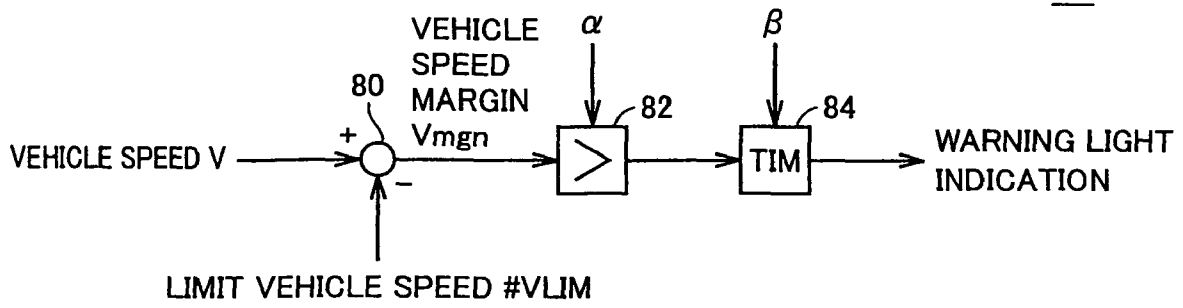 VEHICLE
SPEED
MARGIN
Vmgn
α
β
80
82
84
+
−
VEHICLE SPEED V
>
TIM
WARNING LIGHT
INDICATION
LIMIT VEHICLE SPEED #VLIM